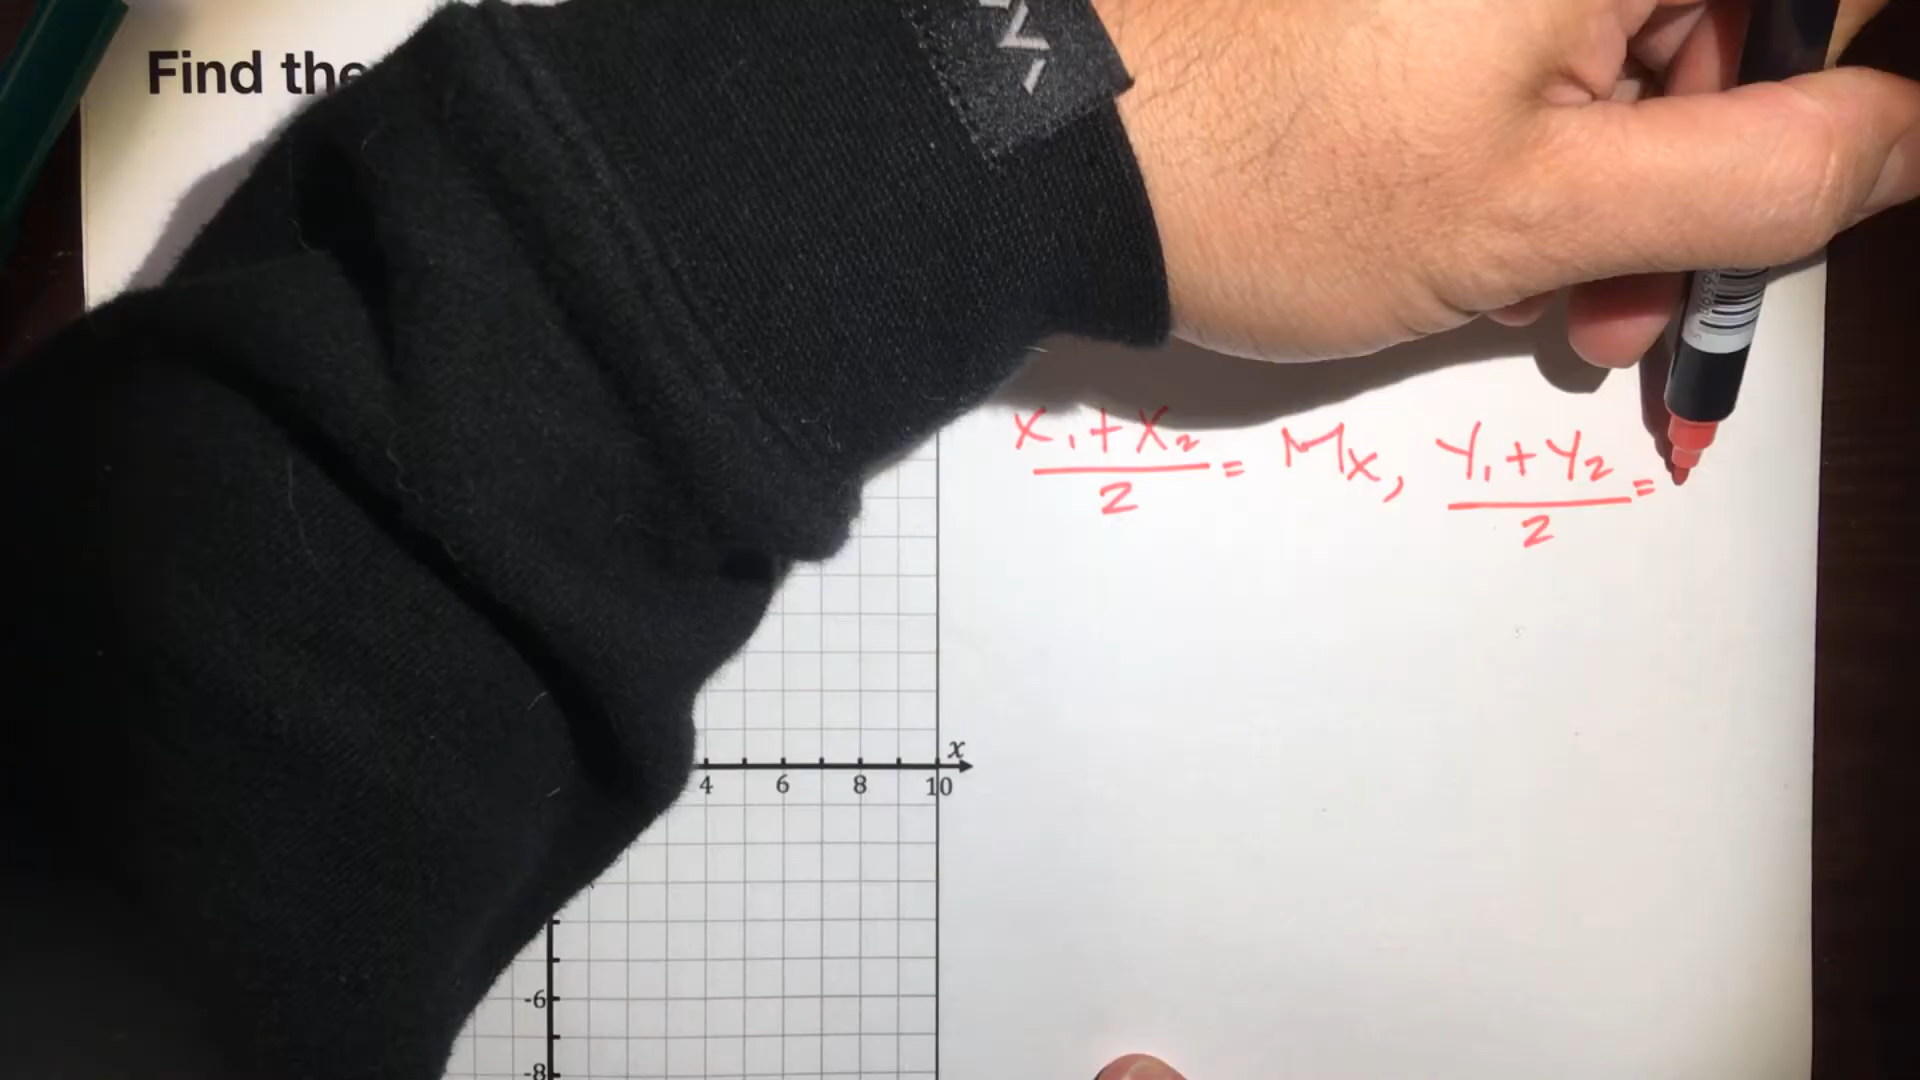 Find the
x₁+x₂/2 = Mx, y₁+y₂/2 =
x
4 6 8 10
-6
-8